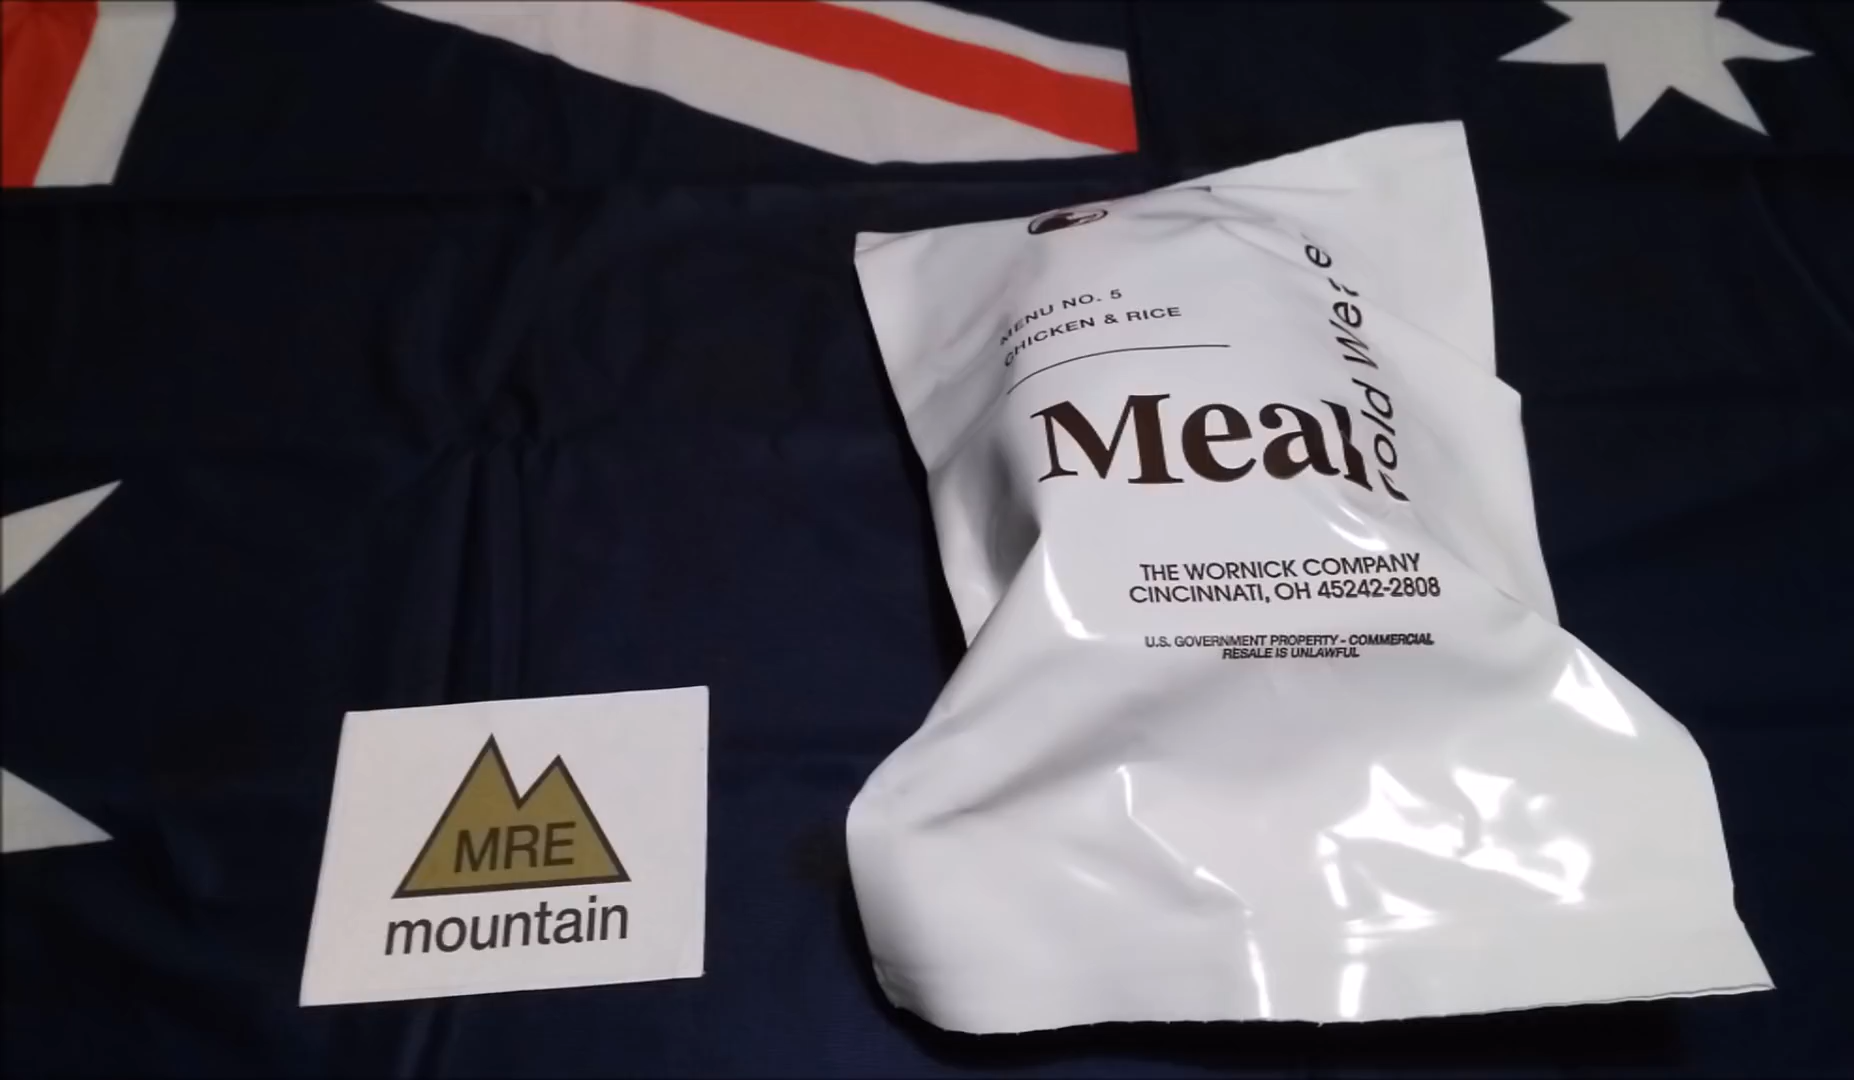 MENU NO. 5
CHICKEN & RICE
Meal
Cold
THE WORNICK COMPANY
CINCINNATI, OH 45242-2808
U.S. GOVERNMENT PROPERTY - COMMERCIAL
RESALE IS UNLAWFUL
MRE
mountain